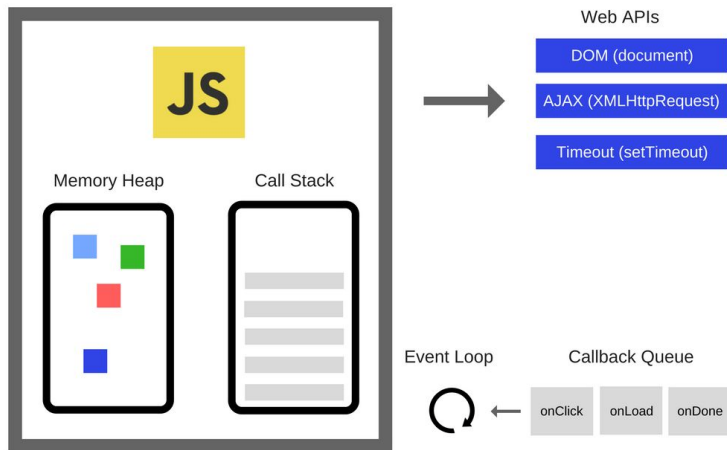 JS
Memory Heap
Call Stack
Web APIs
DOM (document)
AJAX (XMLHttpRequest)
Timeout (setTimeout)
Event Loop
Callback Queue
onClick
onLoad
onDone